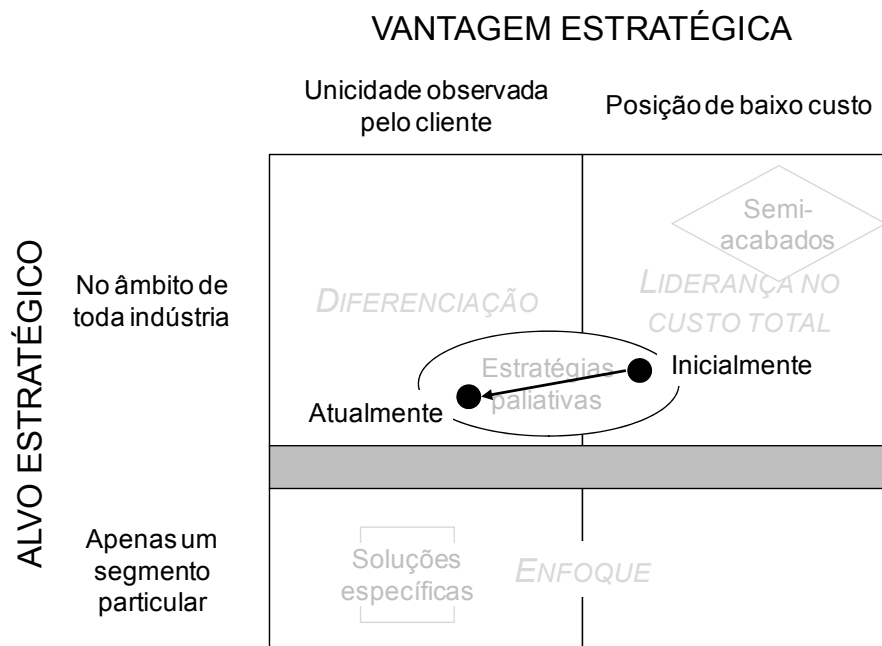 VANTAGEM ESTRATÉGICA
Unicidade observada
pelo cliente
Posição de baixo custo
ALVO ESTRATÉGICO
No âmbito de
toda indústria
Semi-
acabados
DIFERENCIAÇÃO
LIDERANÇA NO
CUSTO TOTAL
Estratégias
paliativas
Inicialmente
Atualmente
Apenas um
segmento
particular
Soluções
específicas
ENFOQUE